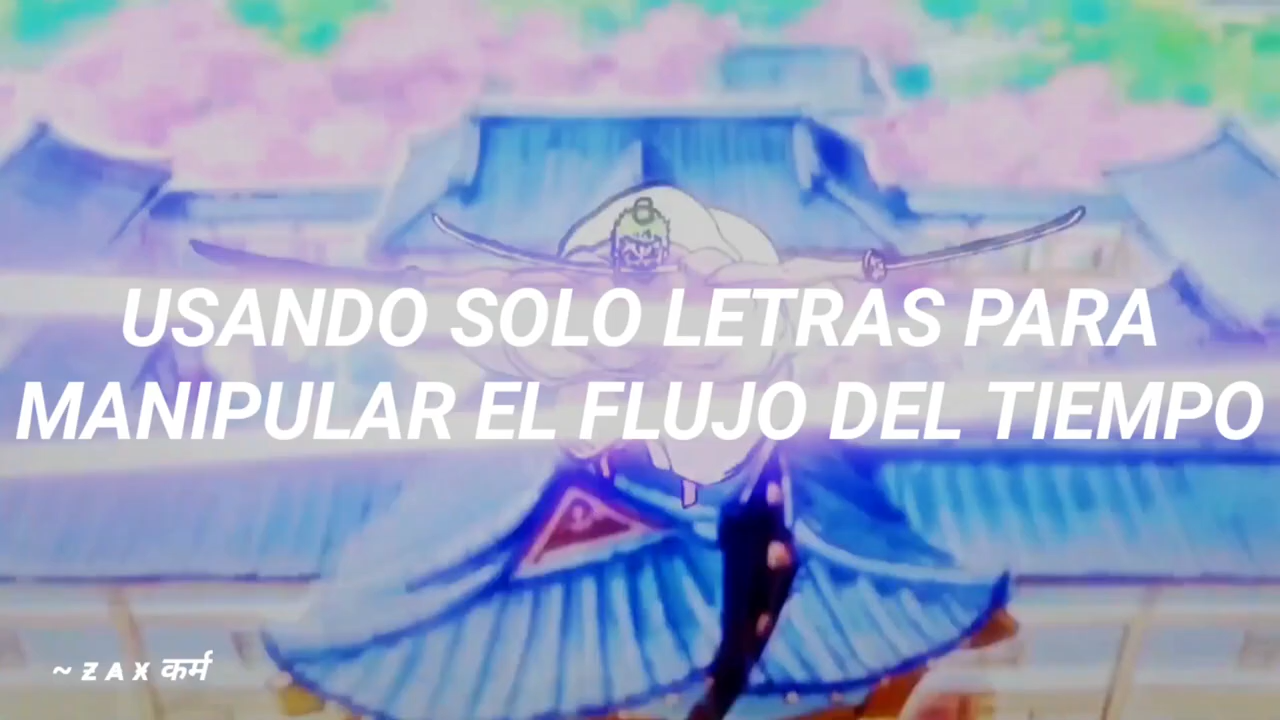 USANDO SOLO LETRAS PARA
MANIPULAR EL FLUJO DEL TIEMPO
~ Z A X कर्म